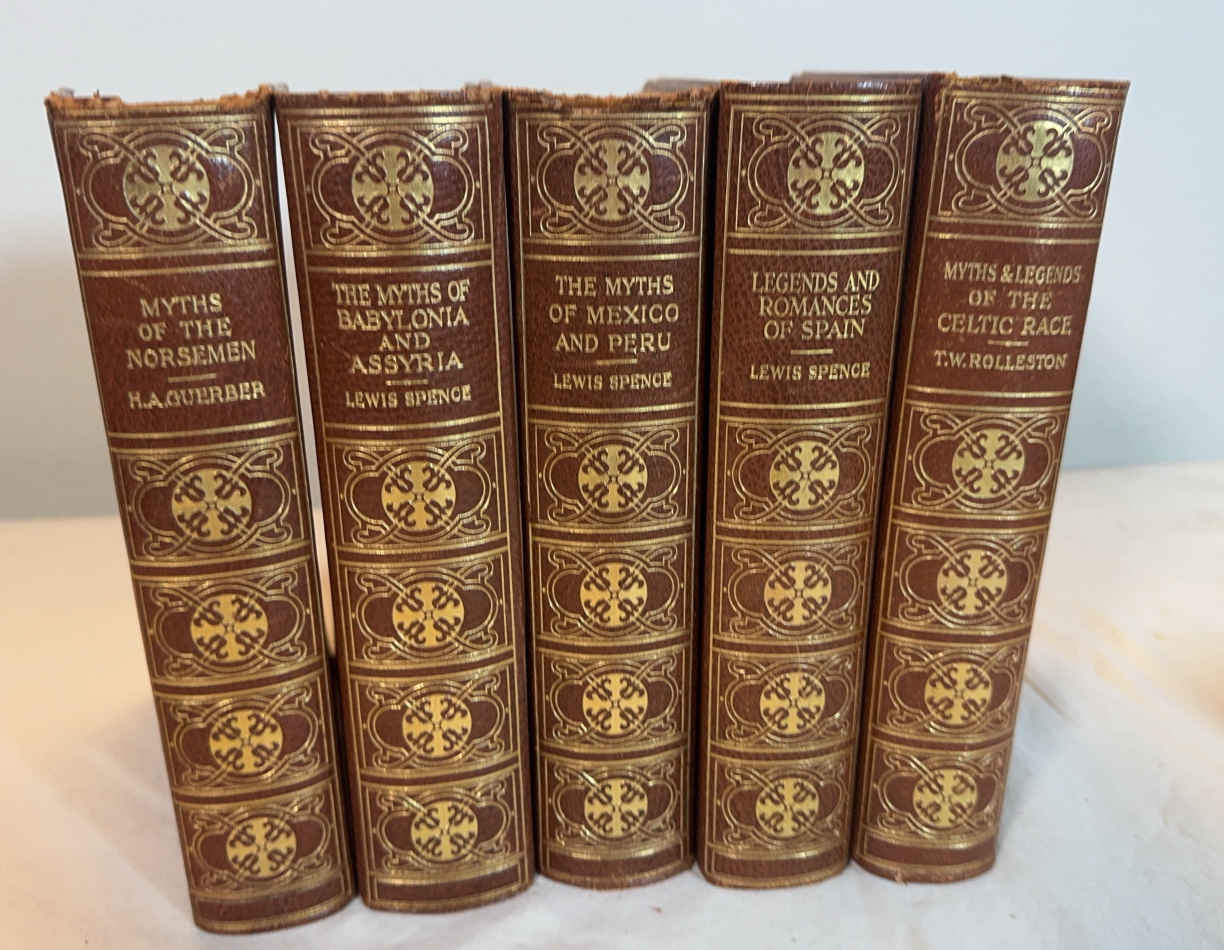 MYTHS
OF THE
NORSEMEN
H.A.GUERBER
THE MYTHS OF
BABYLONIA
AND
ASSYRIA
LEWIS SPENCE
THE MYTHS
OF MEXICO
AND PERU
LEWIS SPENCE
LEGENDS AND
ROMANCES
OF SPAIN
LEWIS SPENCE
MYTHS & LEGENDS
OF THE
CELTIC RACE
T.W. ROLLESTON